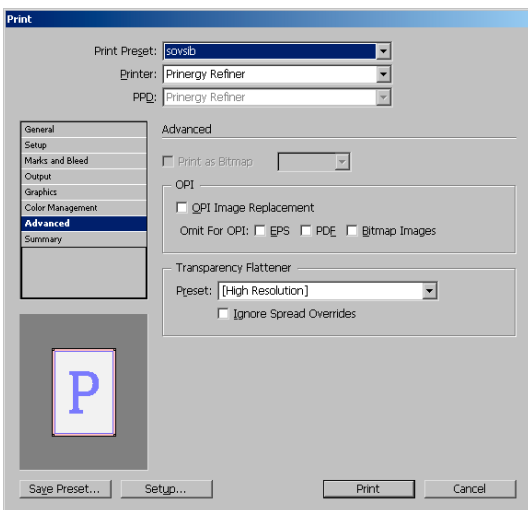 Print
Print Preset: sovsib
Printer: Prinergy Refiner
PPD: Prinergy Refiner
General
Setup
Marks and Bleed
Output
Graphics
Color Management
Advanced
Summary
Advanced
Print as Bitmap
OPI
OPI Image Replacement
Omit For OPI: EPS PDF Bitmap Images
Transparency Flattener
Preset: [High Resolution]
Ignore Spread Overrides
P
Save Preset... Setup... Print Cancel